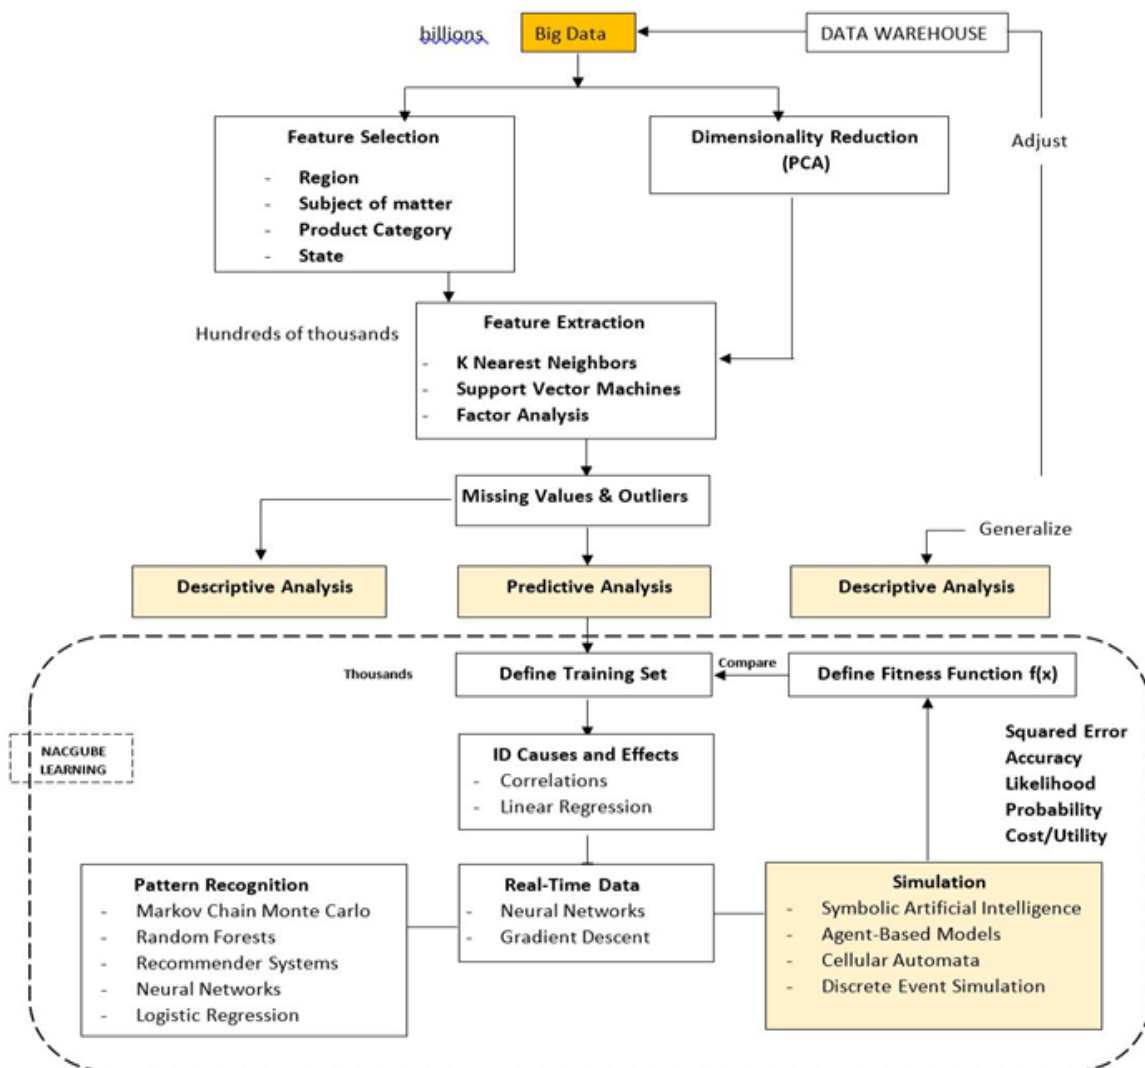 billions
Big Data
DATA WAREHOUSE
Feature Selection
- Region
- Subject of matter
- Product Category
- State
Dimensionality Reduction
(PCA)
Adjust
Hundreds of thousands
Feature Extraction
- K Nearest Neighbors
- Support Vector Machines
- Factor Analysis
Missing Values & Outliers
Generalize
Descriptive Analysis
Predictive Analysis
Descriptive Analysis
Thousands
Define Training Set
Compare
Define Fitness Function f(x)
NACGUBE
LEARNING
ID Causes and Effects
- Correlations
- Linear Regression
Squared Error
Accuracy
Likelihood
Probability
Cost/Utility
Pattern Recognition
- Markov Chain Monte Carlo
- Random Forests
- Recommender Systems
- Neural Networks
- Logistic Regression
Real-Time Data
- Neural Networks
- Gradient Descent
Simulation
- Symbolic Artificial Intelligence
- Agent-Based Models
- Cellular Automata
- Discrete Event Simulation